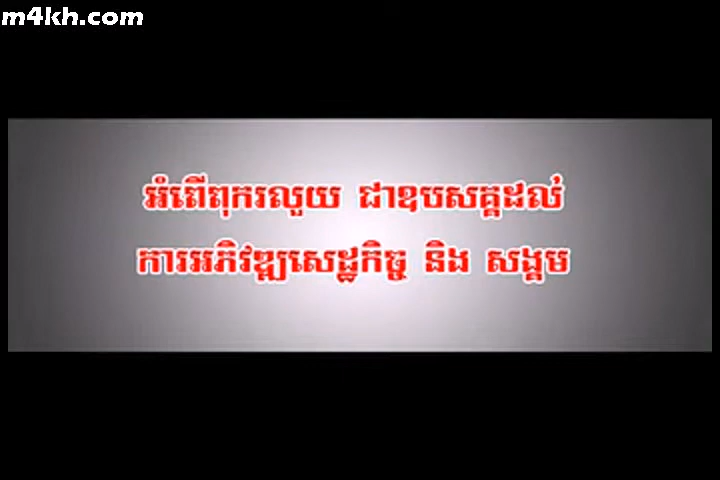 m4kh.com
អំពើពុករលួយ ជាឧបសគ្គដល់
ការអភិវឌ្ឍសេដ្ឋកិច្ច និង សង្គម